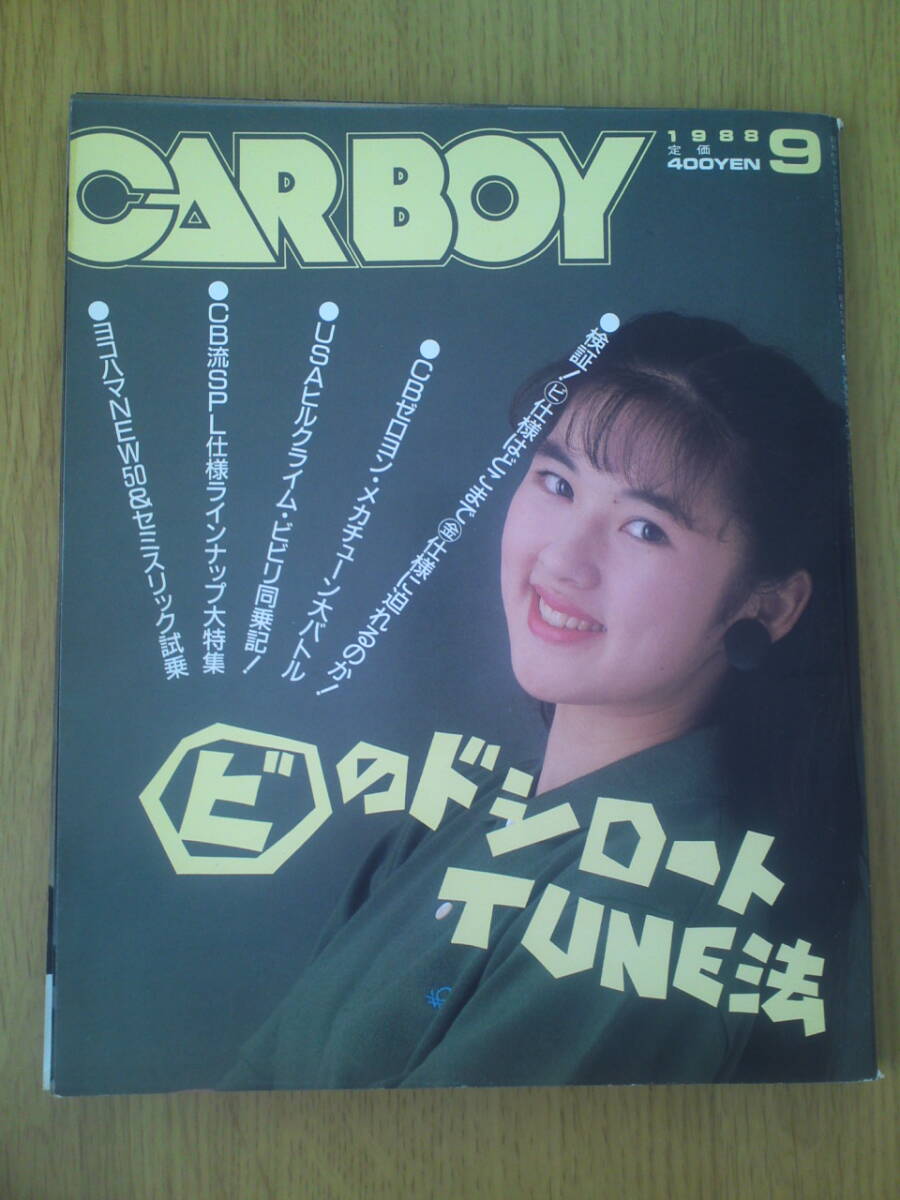 CAR BOY
1988
定価
400YEN
9
●検証!㋪仕様はどこまで㊎仕様に迫れるのか!
●CBゼロヨン・メカチューン大バトル
●USAヒルクライム・ビビリ同乗記!
●CB流SPL仕様ラインナップ大特集
●ヨコハマNEW50&セミスリック試乗
ビのドシロート
TUNE法